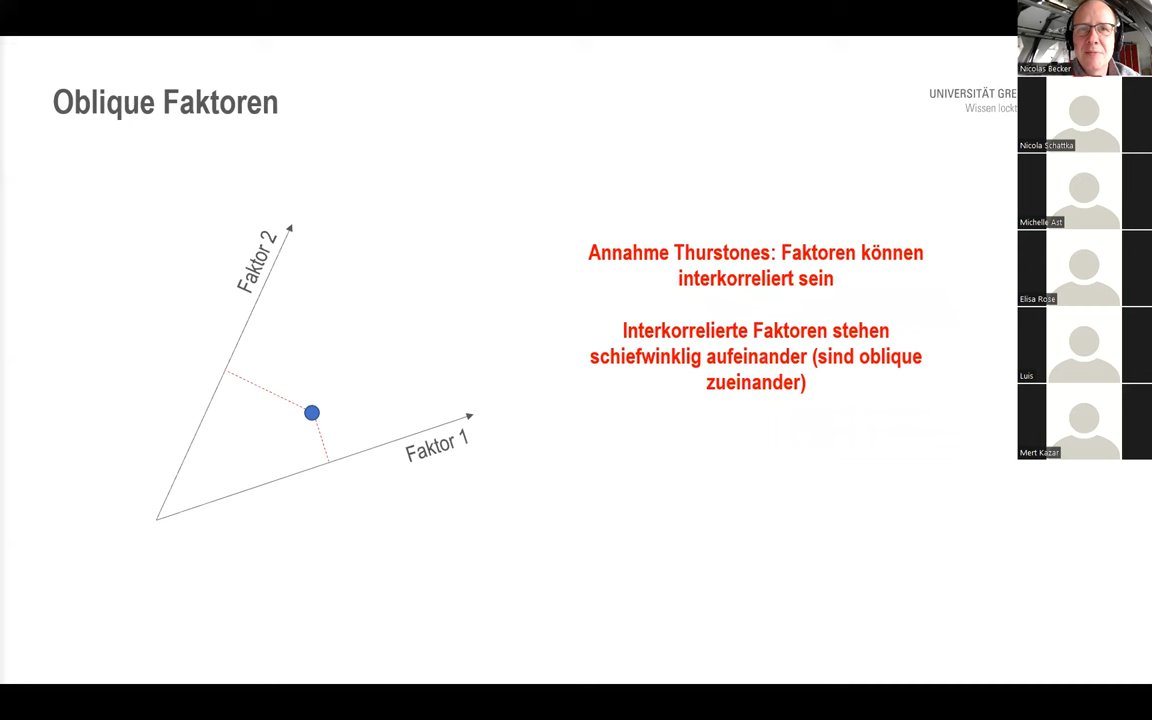 Oblique Faktoren
UNIVERSITÄT GRE
Wissen lockt
Faktor 2
Faktor 1
Annahme Thurstones: Faktoren können
interkorreliert sein
Interkorrelierte Faktoren stehen
schiefwinklig aufeinander (sind oblique
zueinander)
Nicolas Becker
Nicola Schattka
Michelle Ast
Elisa Rose
Luis
Mert Kazar